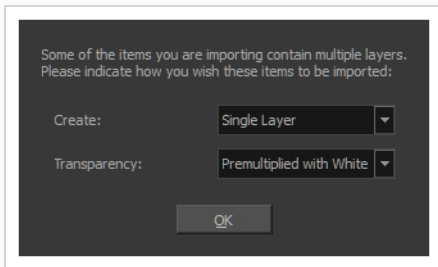 Some of the items you are importing contain multiple layers.
Please indicate how you wish these items to be imported:
Create:
Single Layer
Transparency:
Premultiplied with White
OK